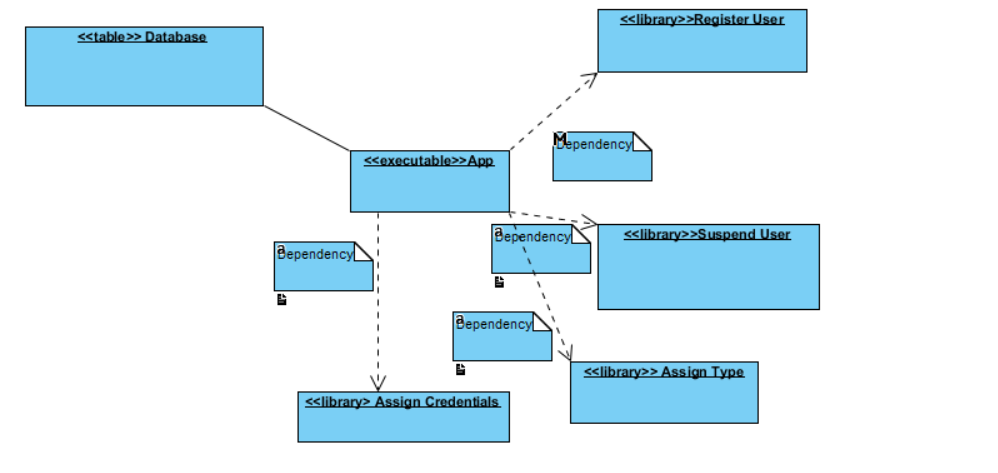 <<library>>Register User
<<table>> Database
M
Dependency
<<executable>>App
a
Dependency
<<library>>Suspend User
a
Dependency
a
Dependency
<<library>> Assign Type
<<library> Assign Credentials